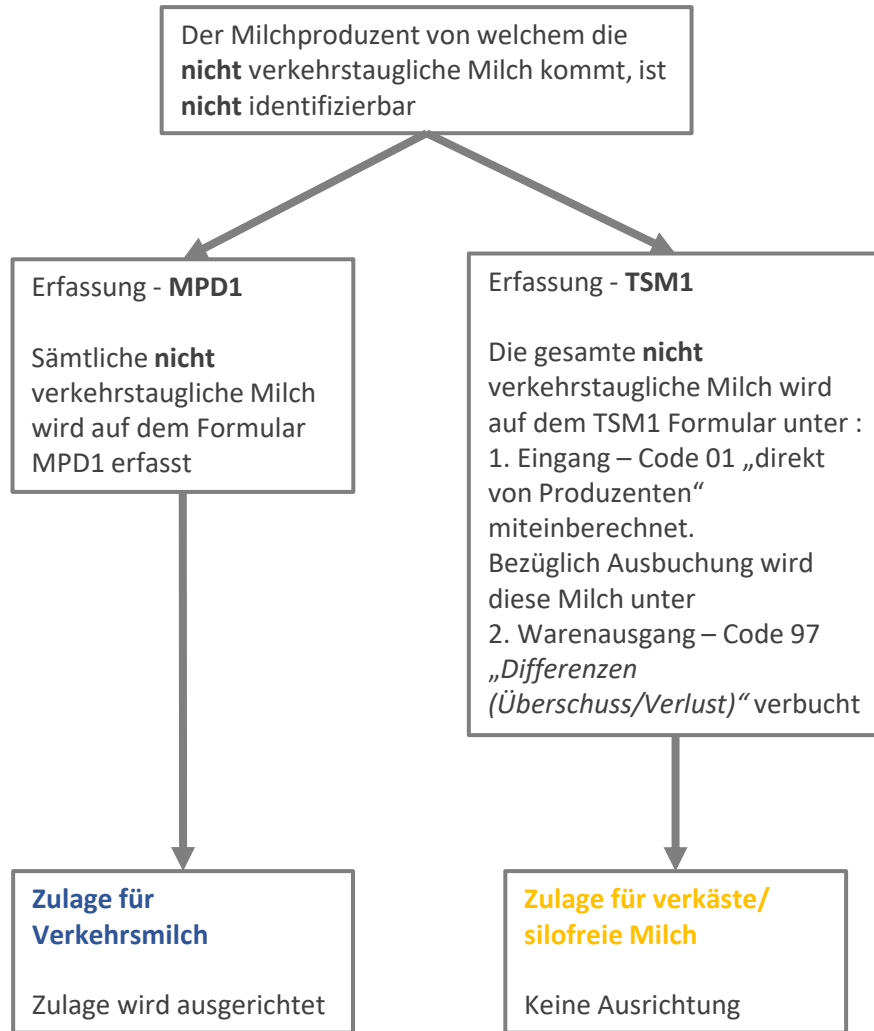 Der Milchproduzent von welchem die
nicht verkehrstaugliche Milch kommt, ist
nicht identifizierbar
Erfassung - MPD1
Sämtliche nicht
verkehrstaugliche Milch
wird auf dem Formular
MPD1 erfasst
Erfassung - TSM1
Die gesamte nicht
verkehrstaugliche Milch wird
auf dem TSM1 Formular unter :
1. Eingang – Code 01 „direkt
von Produzenten“
miteinberechnet.
Bezüglich Ausbuchung wird
diese Milch unter
2. Warenausgang – Code 97
„Differenzen
(Überschuss/Verlust)“ verbucht
Zulage für
Verkehrsmilch
Zulage wird ausgerichtet
Zulage für verkäste/
silofreie Milch
Keine Ausrichtung